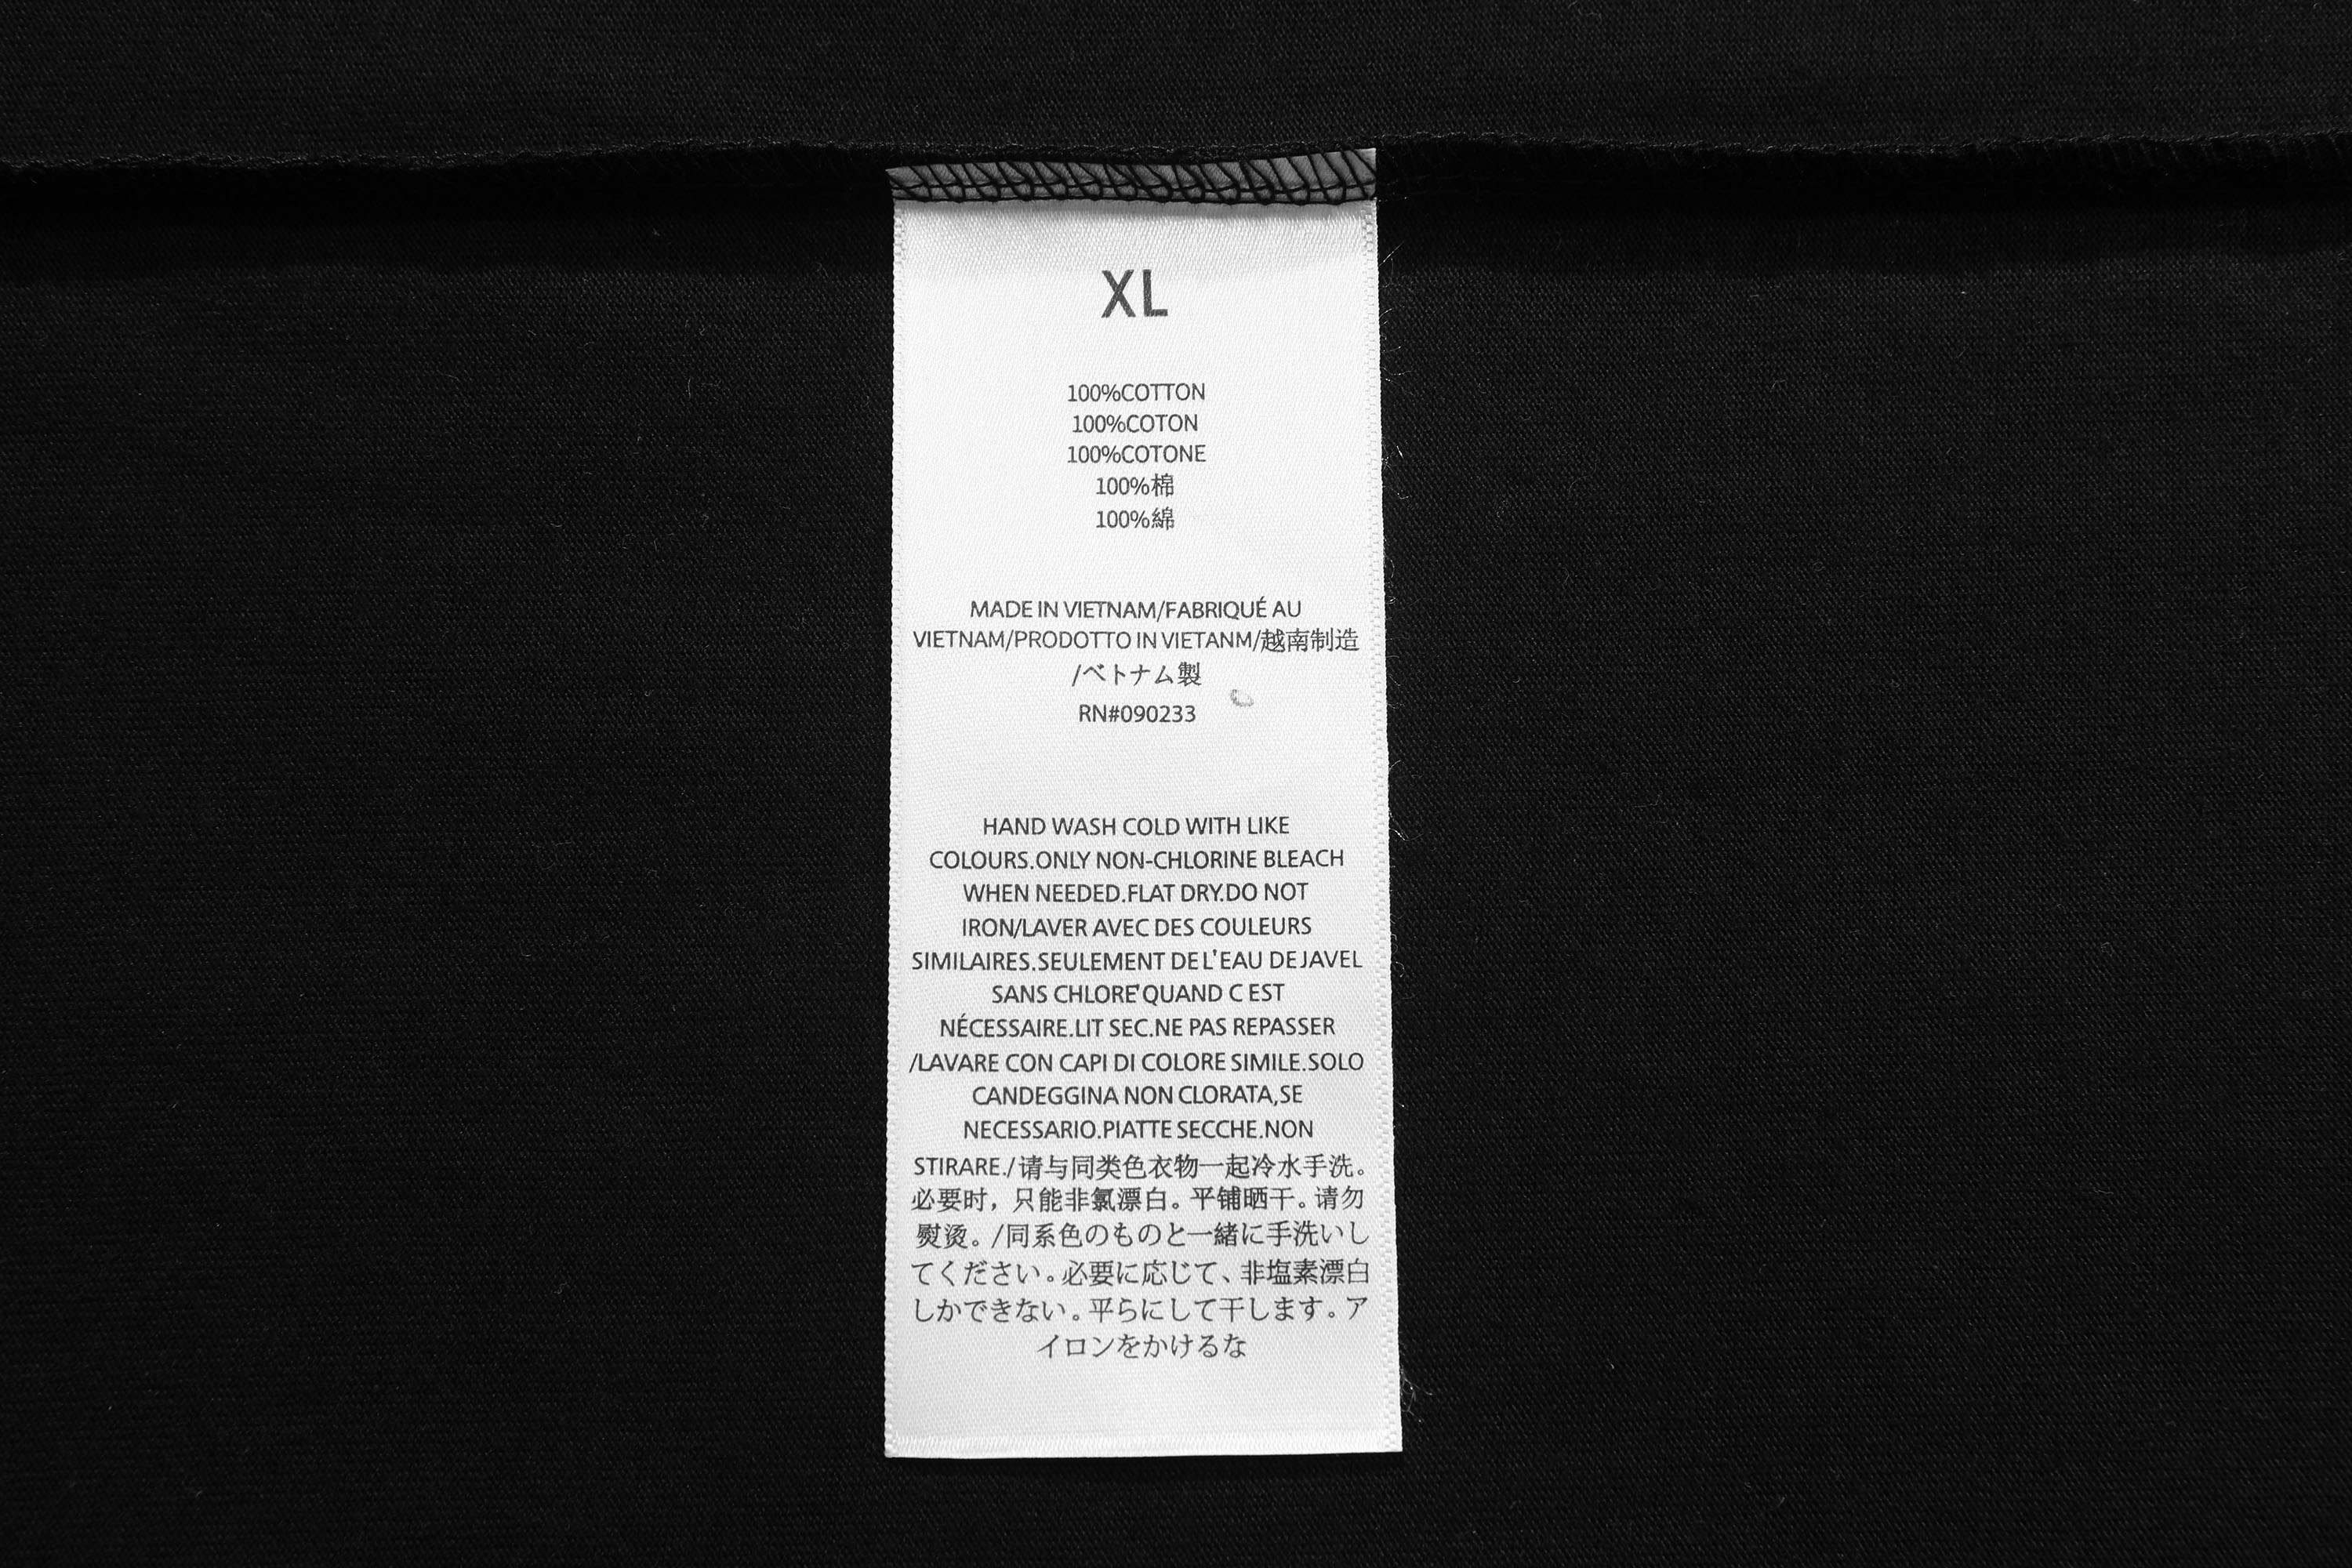 XL
100%COTTON
100%COTON
100%COTONE
100%棉
100%綿
MADE IN VIETNAM/FABRIQUÉ AU
VIETNAM/PRODOTTO IN VIETANM/越南制造
/ベトナム製
RN#090233
HAND WASH COLD WITH LIKE
COLOURS.ONLY NON-CHLORINE BLEACH
WHEN NEEDED.FLAT DRY.DO NOT
IRON/LAVER AVEC DES COULEURS
SIMILAIRES.SEULEMENT DE L'EAU DE JAVEL
SANS CHLORE'QUAND C EST
NÉCESSAIRE.LIT SEC.NE PAS REPASSER
/LAVARE CON CAPI DI COLORE SIMILE.SOLO
CANDEGGINA NON CLORATA,SE
NECESSARIO.PIATTE SECCHE.NON
STIRARE./请与同类色衣物一起冷水手洗。
必要时，只能非氯漂白。平铺晒干。请勿
熨烫。/同系色のものと一緒に手洗いし
てください。必要に応じて、非塩素漂白
しかできない。平らにして干します。ア
イロンをかけるな